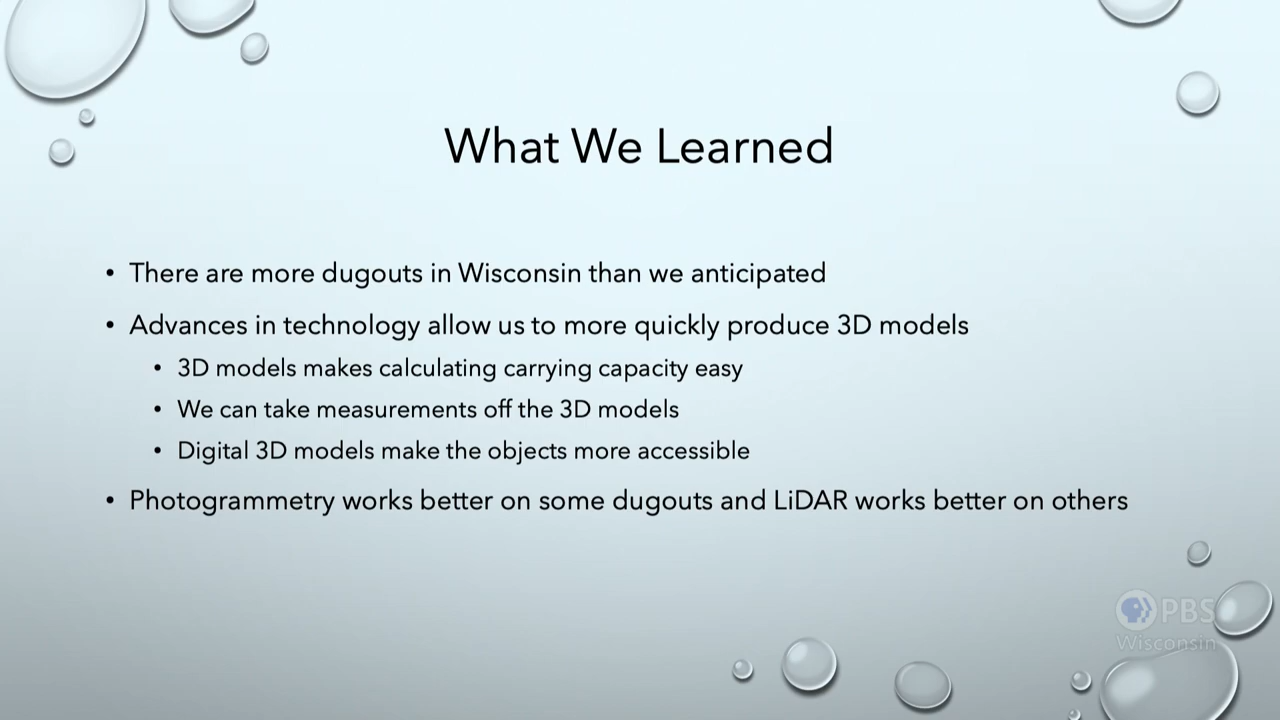 What We Learned
• There are more dugouts in Wisconsin than we anticipated
• Advances in technology allow us to more quickly produce 3D models
• 3D models makes calculating carrying capacity easy
• We can take measurements off the 3D models
• Digital 3D models make the objects more accessible
• Photogrammetry works better on some dugouts and LiDAR works better on others
PBS
Wisconsin